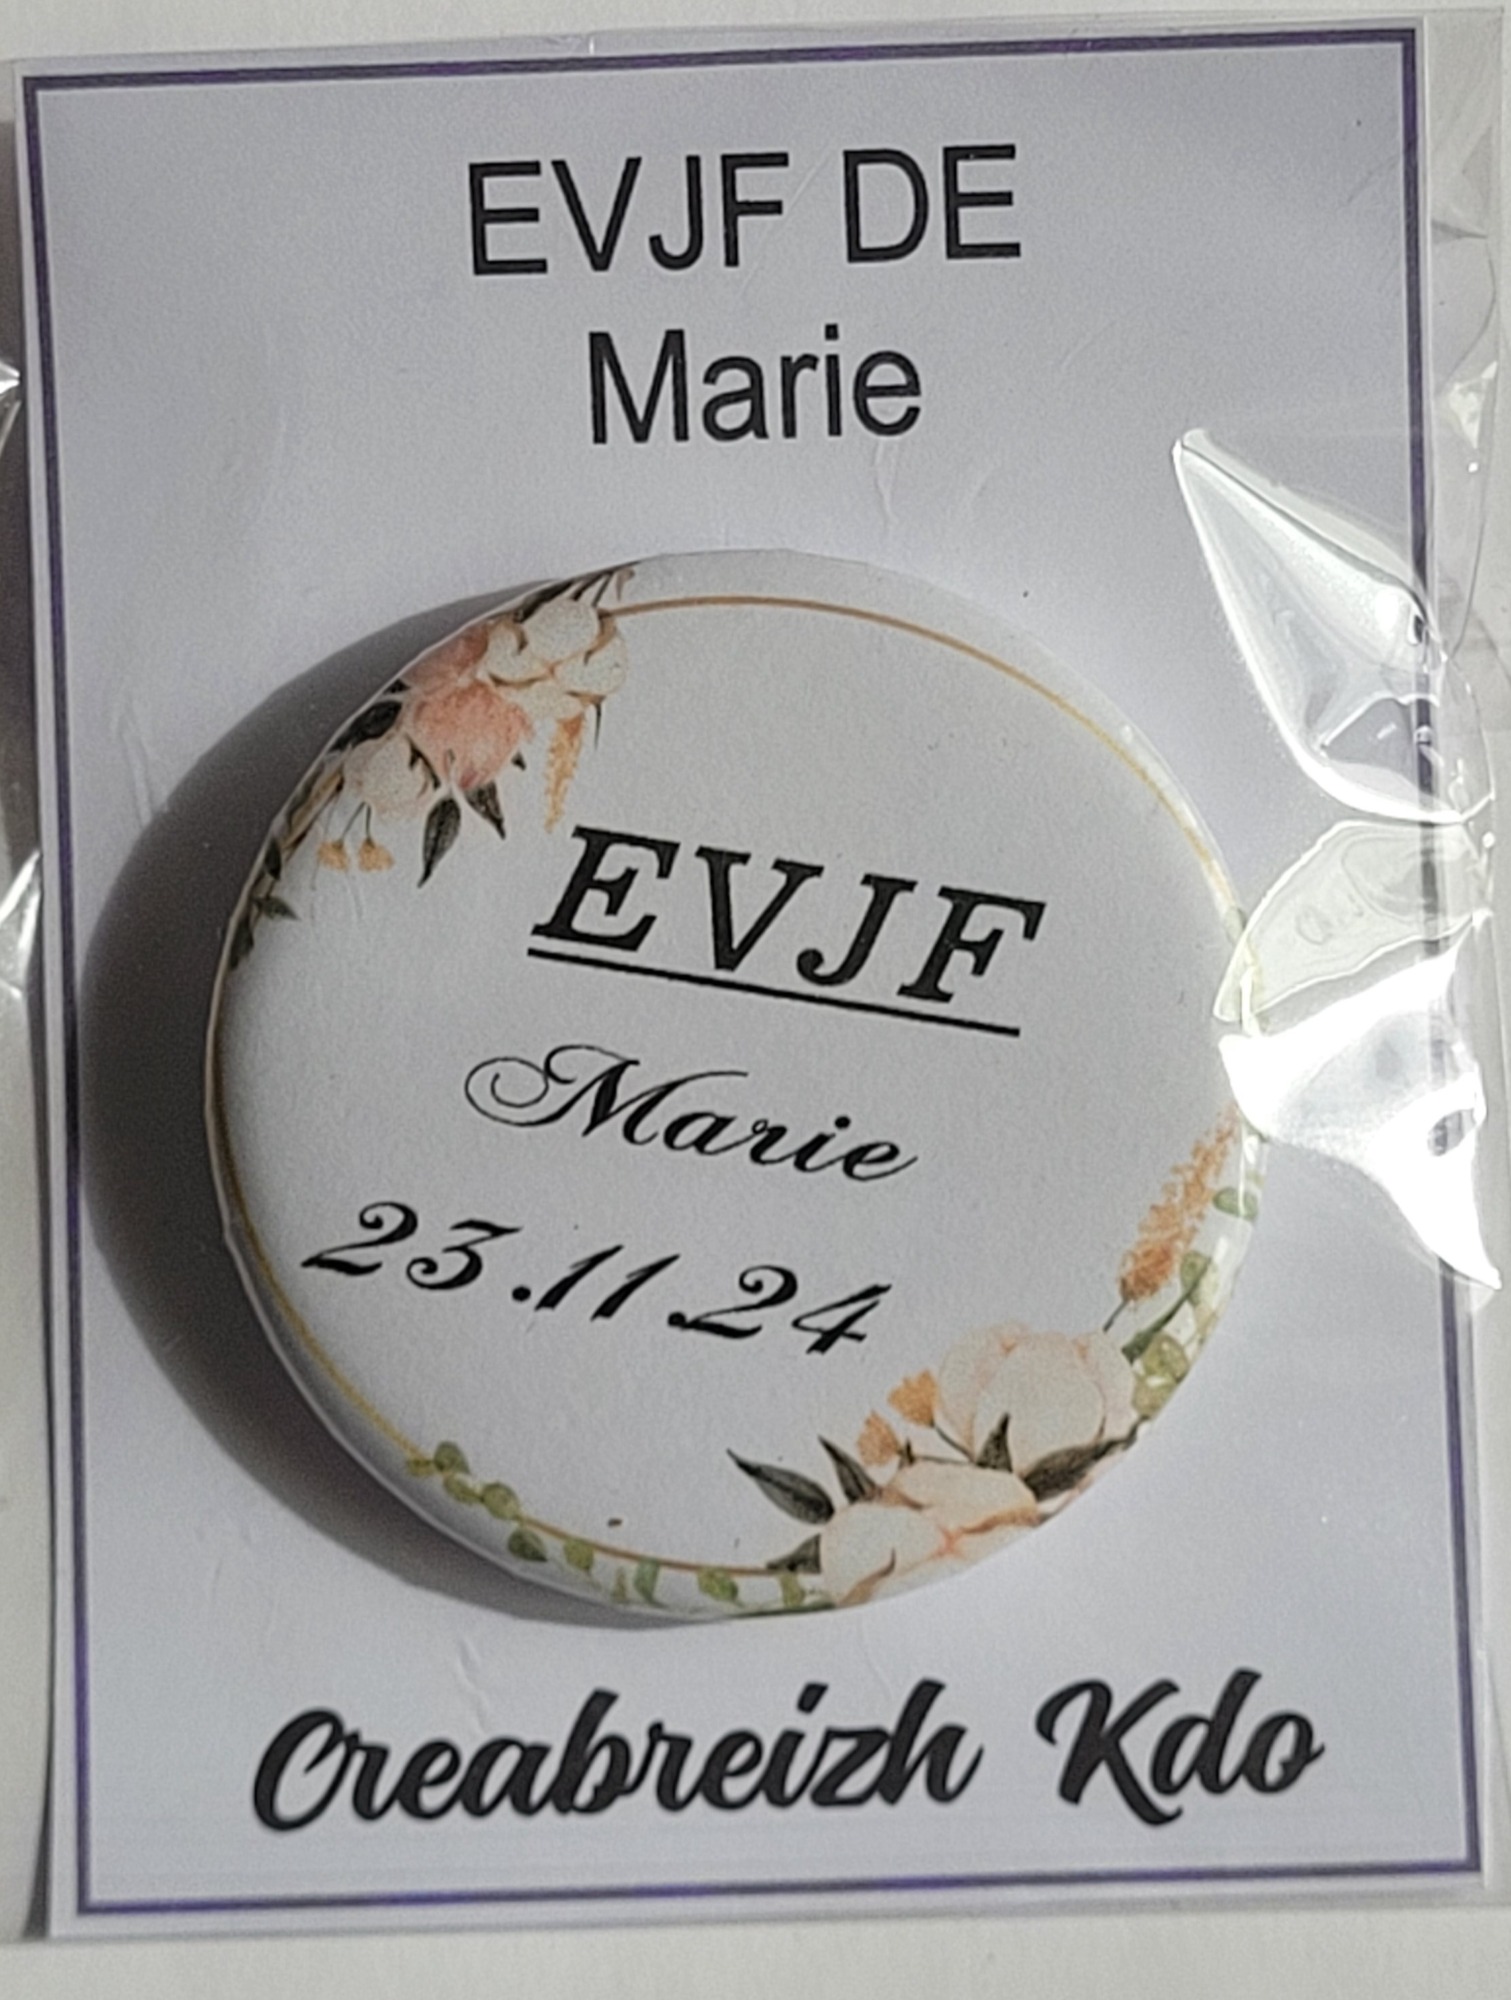 EVJF DE
Marie
EVJF
Marie
23.11.24
Creabreizh Kdo